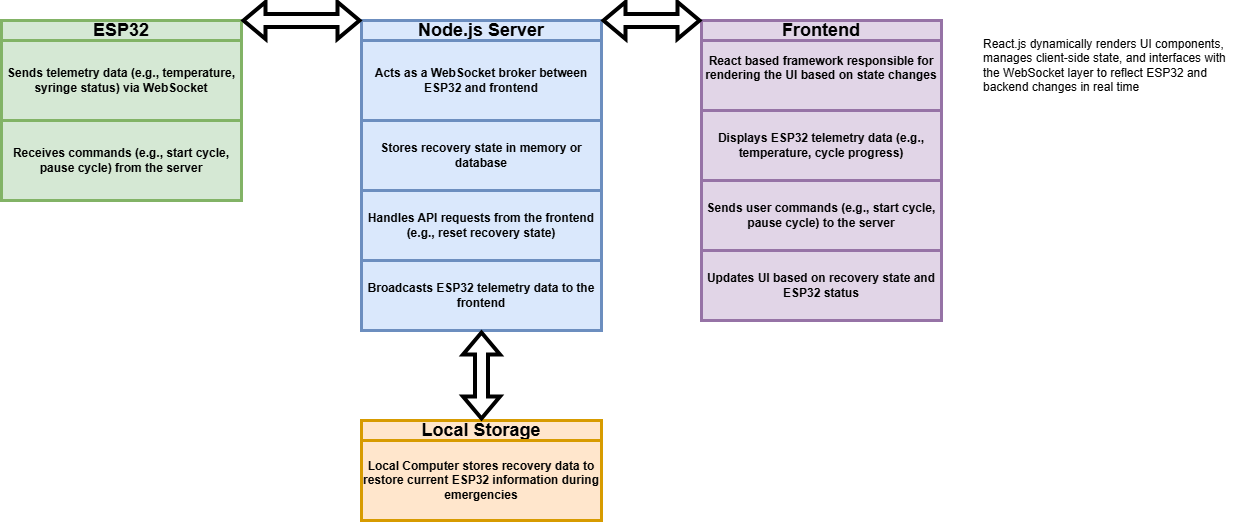 ESP32
Sends telemetry data (e.g., temperature,
syringe status) via WebSocket
Receives commands (e.g., start cycle,
pause cycle) from the server
Node.js Server
Acts as a WebSocket broker between
ESP32 and frontend
Stores recovery state in memory or
database
Handles API requests from the frontend
(e.g., reset recovery state)
Broadcasts ESP32 telemetry data to the
frontend
Frontend
React based framework responsible for
rendering the UI based on state changes
Displays ESP32 telemetry data (e.g.,
temperature, cycle progress)
Sends user commands (e.g., start cycle,
pause cycle) to the server
Updates UI based on recovery state and
ESP32 status
React.js dynamically renders UI components,
manages client-side state, and interfaces with
the WebSocket layer to reflect ESP32 and
backend changes in real time
Local Storage
Local Computer stores recovery data to
restore current ESP32 information during
emergencies